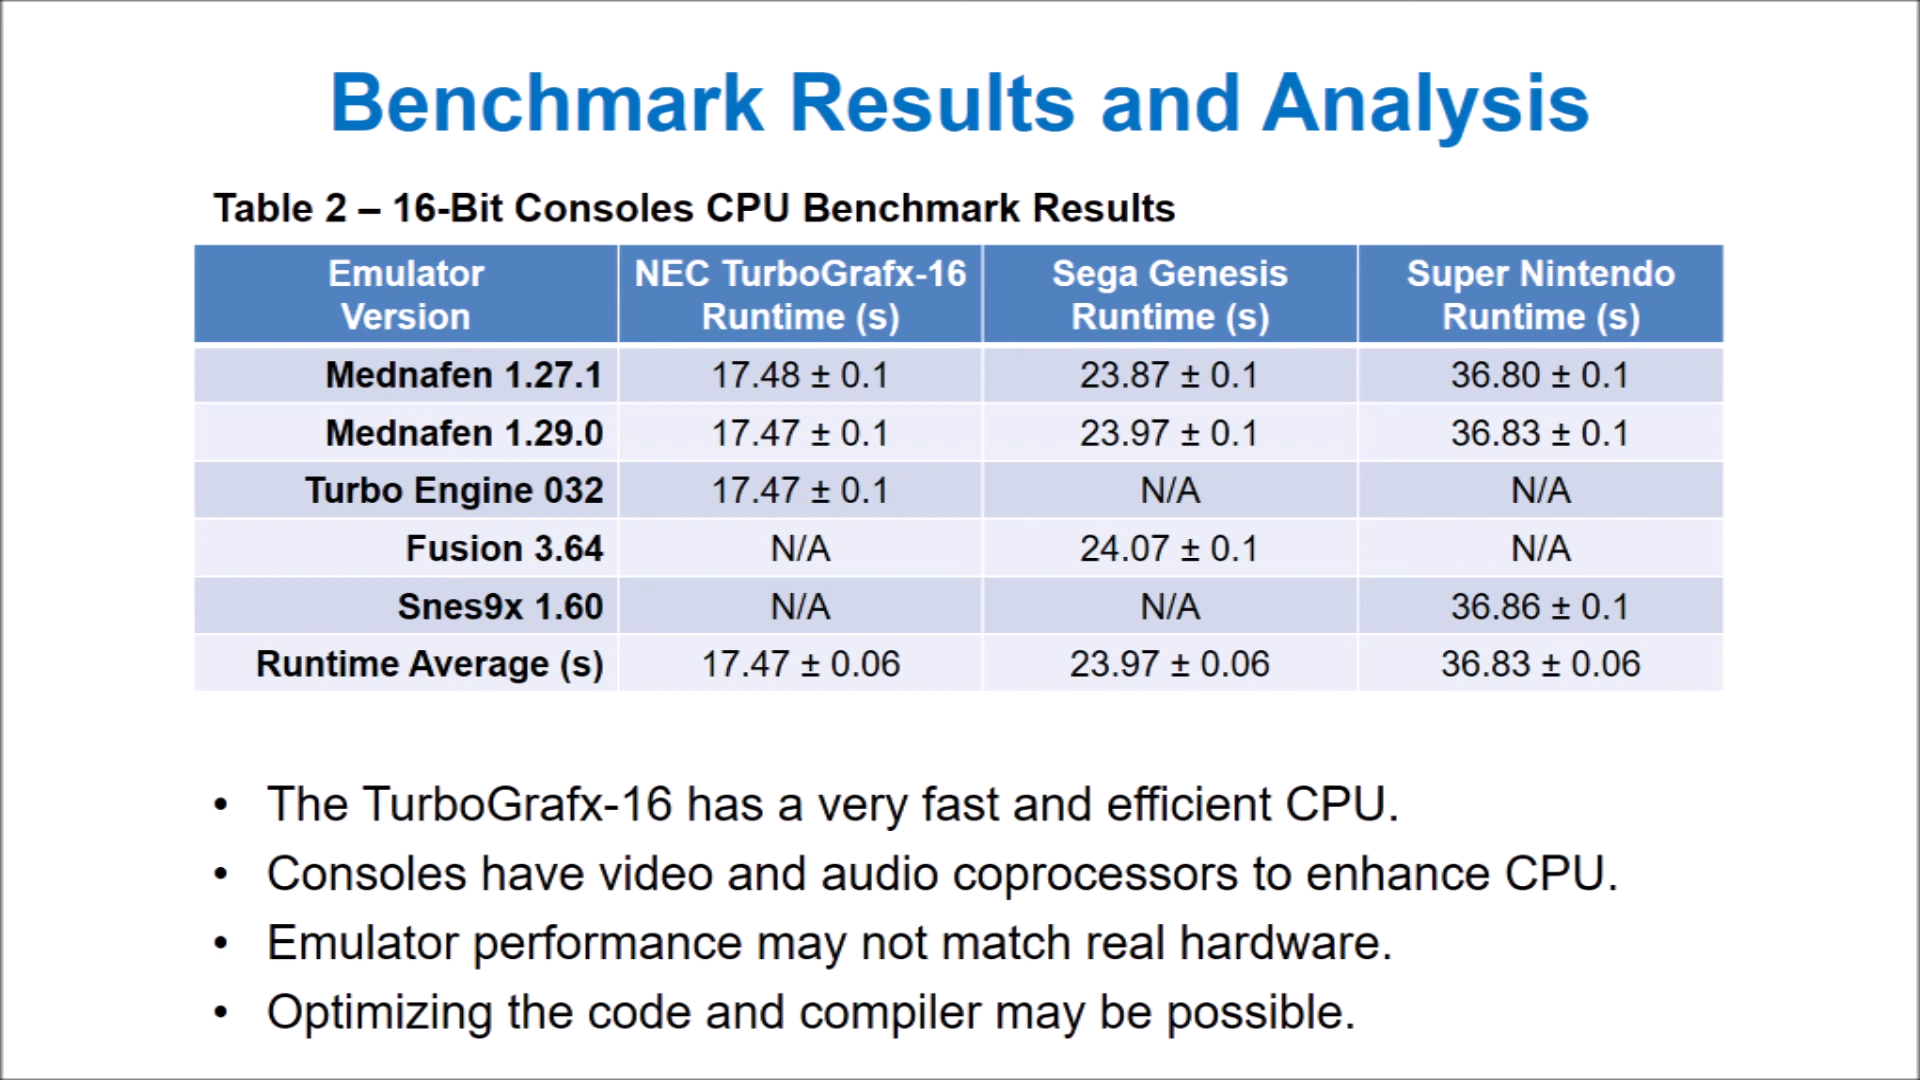 Benchmark Results and Analysis
Table 2 – 16-Bit Consoles CPU Benchmark Results
Emulator Version | NEC TurboGrafx-16 Runtime (s) | Sega Genesis Runtime (s) | Super Nintendo Runtime (s)
Mednafen 1.27.1 | 17.48 ± 0.1 | 23.87 ± 0.1 | 36.80 ± 0.1
Mednafen 1.29.0 | 17.47 ± 0.1 | 23.97 ± 0.1 | 36.83 ± 0.1
Turbo Engine 032 | 17.47 ± 0.1 | N/A | N/A
Fusion 3.64 | N/A | 24.07 ± 0.1 | N/A
Snes9x 1.60 | N/A | N/A | 36.86 ± 0.1
Runtime Average (s) | 17.47 ± 0.06 | 23.97 ± 0.06 | 36.83 ± 0.06
• The TurboGrafx-16 has a very fast and efficient CPU.
• Consoles have video and audio coprocessors to enhance CPU.
• Emulator performance may not match real hardware.
• Optimizing the code and compiler may be possible.